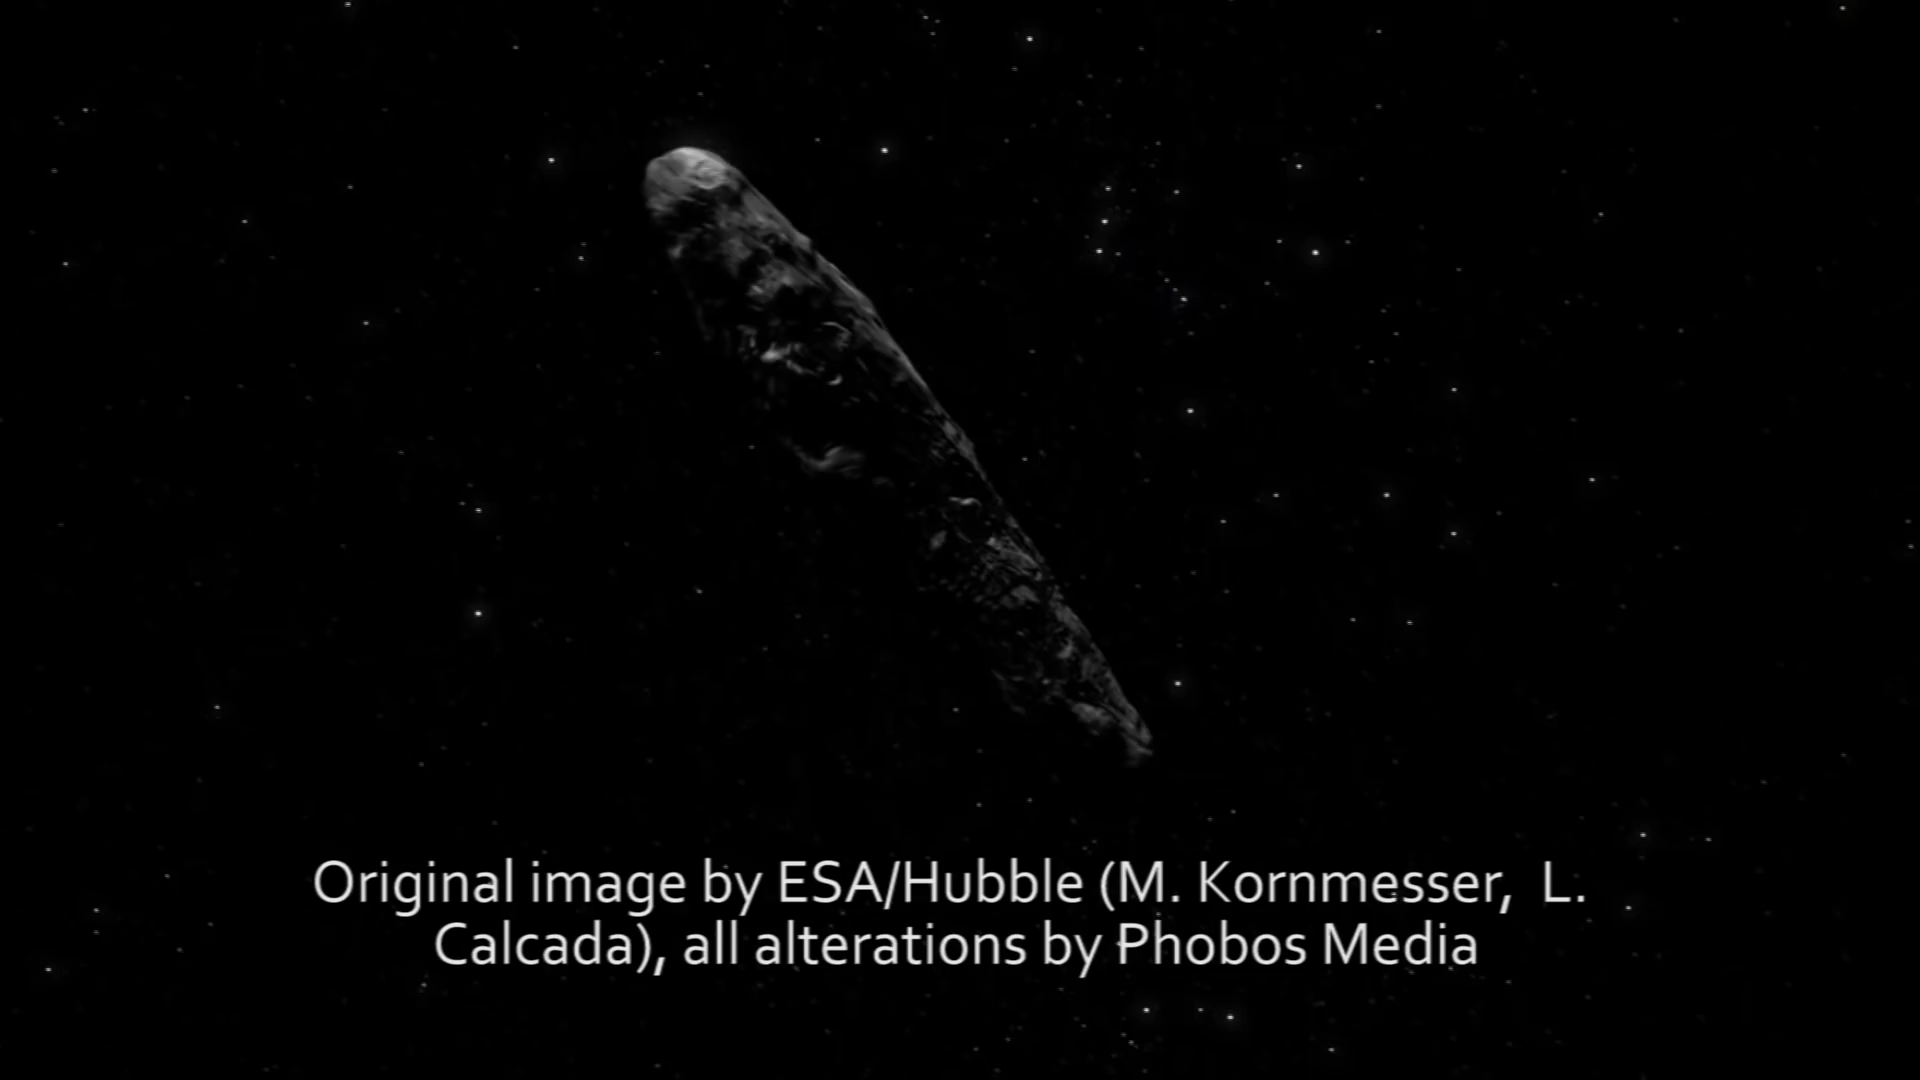 Original image by ESA/Hubble (M. Kornmesser, L.
Calcada), all alterations by Phobos Media